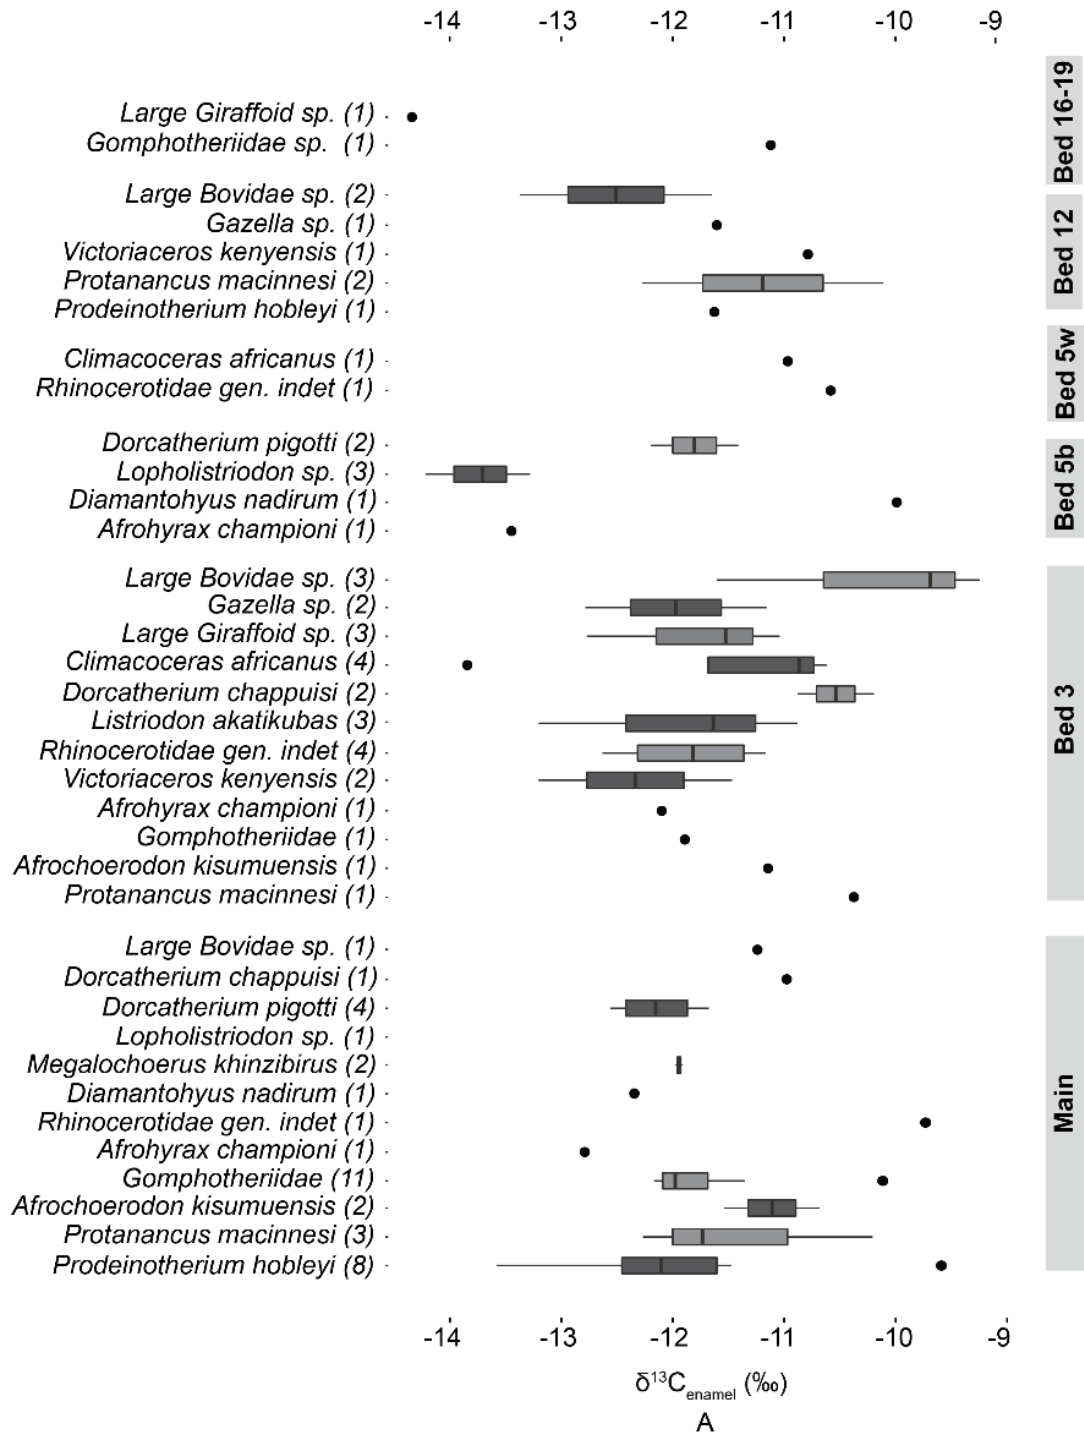 -14 -13 -12 -11 -10 -9
Large Giraffoid sp. (1)
Gomphotheriidae sp. (1)
Bed 16-19
Large Bovidae sp. (2)
Gazella sp. (1)
Victoriaceros kenyensis (1)
Protanancus macinnesi (2)
Prodeinotherium hobleyi (1)
Bed 12
Climacoceras africanus (1)
Rhinocerotidae gen. indet (1)
Bed 5w
Dorcatherium pigotti (2)
Lopholistriodon sp. (3)
Diamantohyus nadirum (1)
Afrohyrax championi (1)
Bed 5b
Large Bovidae sp. (3)
Gazella sp. (2)
Large Giraffoid sp. (3)
Climacoceras africanus (4)
Dorcatherium chappuisi (2)
Listriodon akatikubas (3)
Rhinocerotidae gen. indet (4)
Victoriaceros kenyensis (2)
Afrohyrax championi (1)
Gomphotheriidae (1)
Afrochoerodon kisumuensis (1)
Protanancus macinnesi (1)
Bed 3
Large Bovidae sp. (1)
Dorcatherium chappuisi (1)
Dorcatherium pigotti (4)
Lopholistriodon sp. (1)
Megalochoerus khinzibirus (2)
Diamantohyus nadirum (1)
Rhinocerotidae gen. indet (1)
Afrohyrax championi (1)
Gomphotheriidae (11)
Afrochoerodon kisumuensis (2)
Protanancus macinnesi (3)
Prodeinotherium hobleyi (8)
Main
-14 -13 -12 -11 -10 -9
δ¹³Cenamel (‰)
A